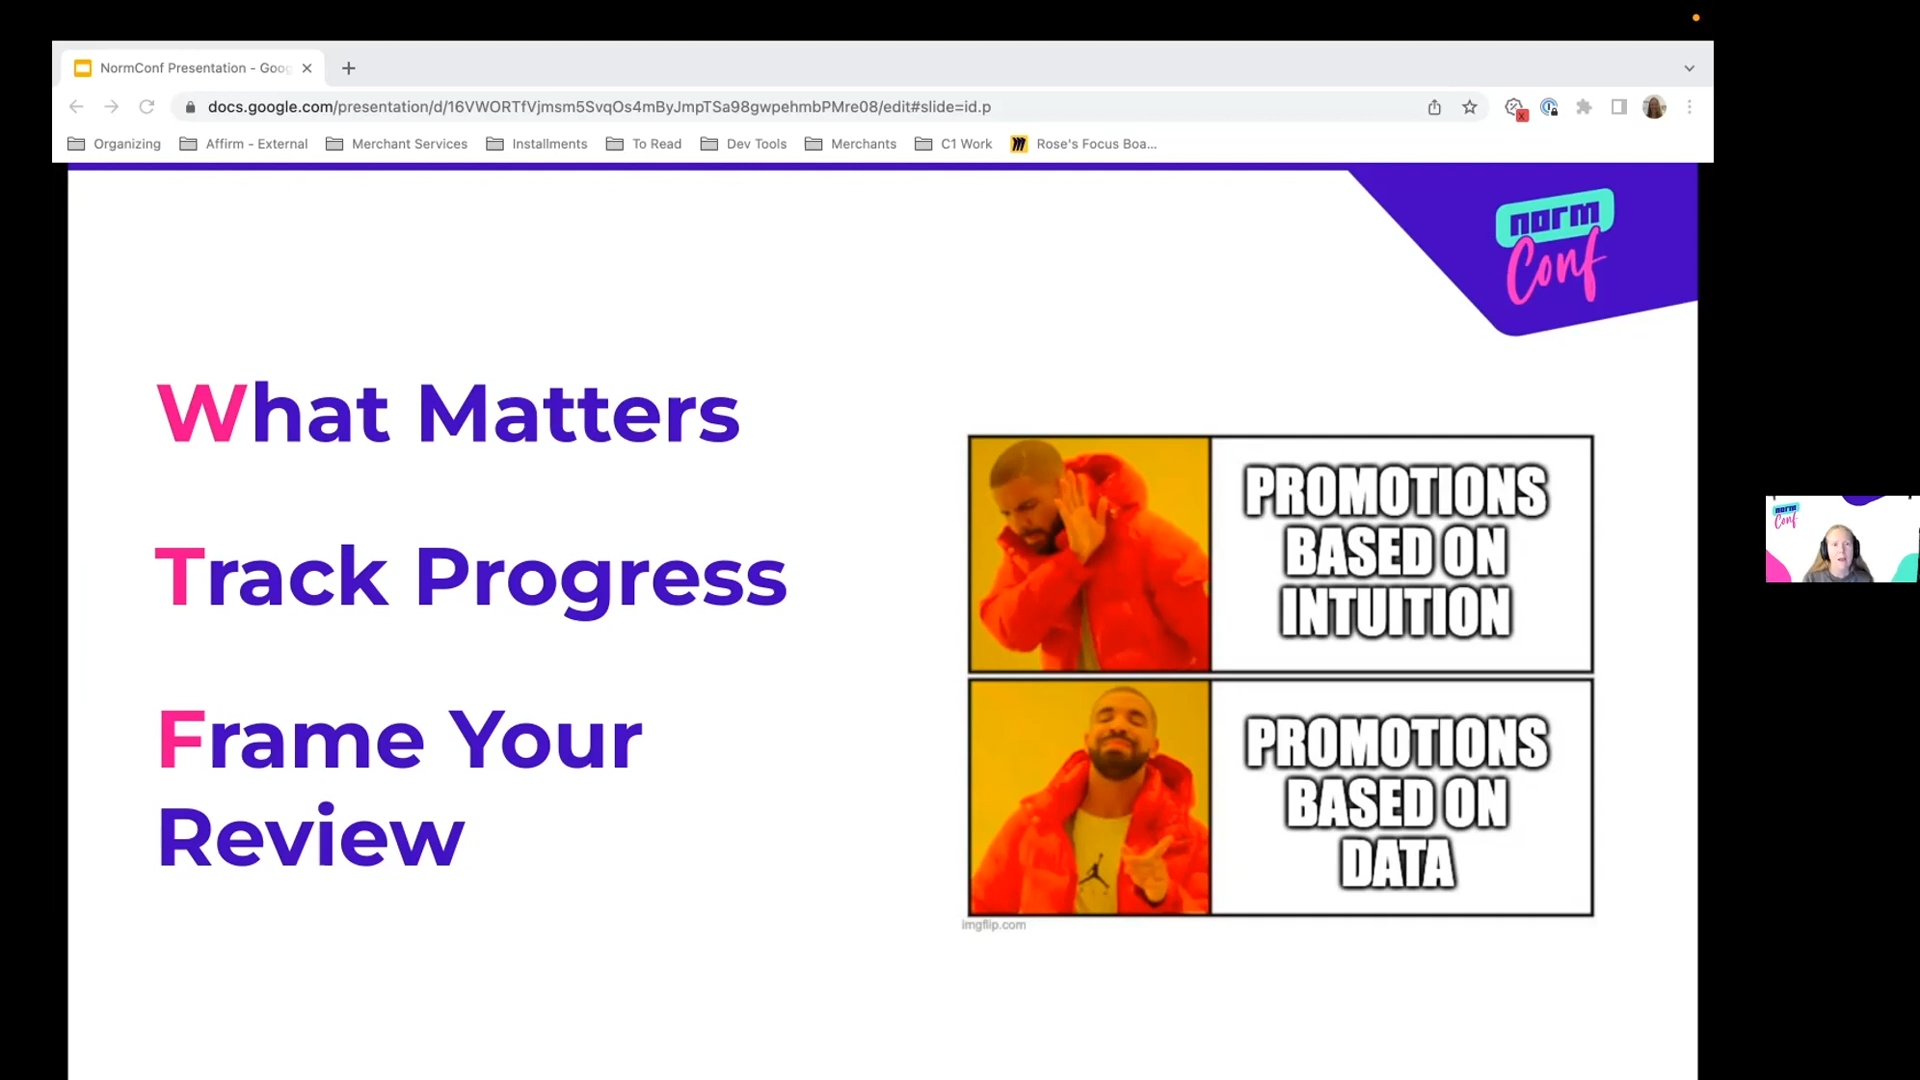 NormConf Presentation - Goog
docs.google.com/presentation/d/16VWORTfVjmsm5SvqOs4mByJmpTSa98gwpehmbPMre08/edit#slide=id.p
Organizing
Affirm - External
Merchant Services
Installments
To Read
Dev Tools
Merchants
C1 Work
Rose's Focus Boa...
norm
Conf
What Matters
Track Progress
Frame Your
Review
PROMOTIONS
BASED ON
INTUITION
PROMOTIONS
BASED ON
DATA
imgflip.com
norm
Conf